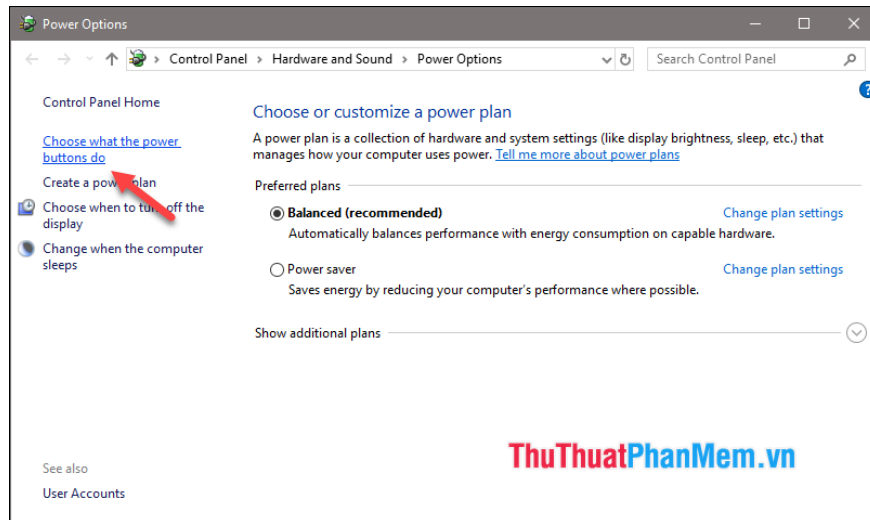 Power Options
Control Panel > Hardware and Sound > Power Options
Search Control Panel
Control Panel Home
Choose what the power
buttons do
Create a power plan
Choose when to turn off the
display
Change when the computer
sleeps
Choose or customize a power plan
A power plan is a collection of hardware and system settings (like display brightness, sleep, etc.) that
manages how your computer uses power. Tell me more about power plans
Preferred plans
Balanced (recommended) Change plan settings
Automatically balances performance with energy consumption on capable hardware.
Power saver Change plan settings
Saves energy by reducing your computer's performance where possible.
Show additional plans
ThuThuatPhanMem.vn
See also
User Accounts